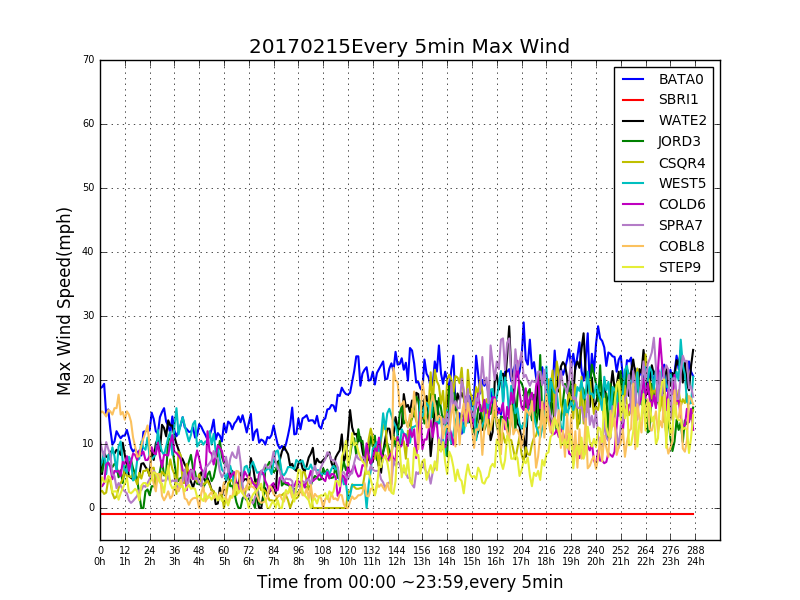 20170215Every 5min Max Wind
70
60
50
40
30
20
10
0
Max Wind Speed(mph)
BATA0
SBRI1
WATE2
JORD3
CSQR4
WEST5
COLD6
SPRA7
COBL8
STEP9
0 12 24 36 48 60 72 84 96 108 120 132 144 156 168 180 192 204 216 228 240 252 264 276 288
0h 1h 2h 3h 4h 5h 6h 7h 8h 9h 10h 11h 12h 13h 14h 15h 16h 17h 18h 19h 20h 21h 22h 23h 24h
Time from 00:00 ~23:59,every 5min